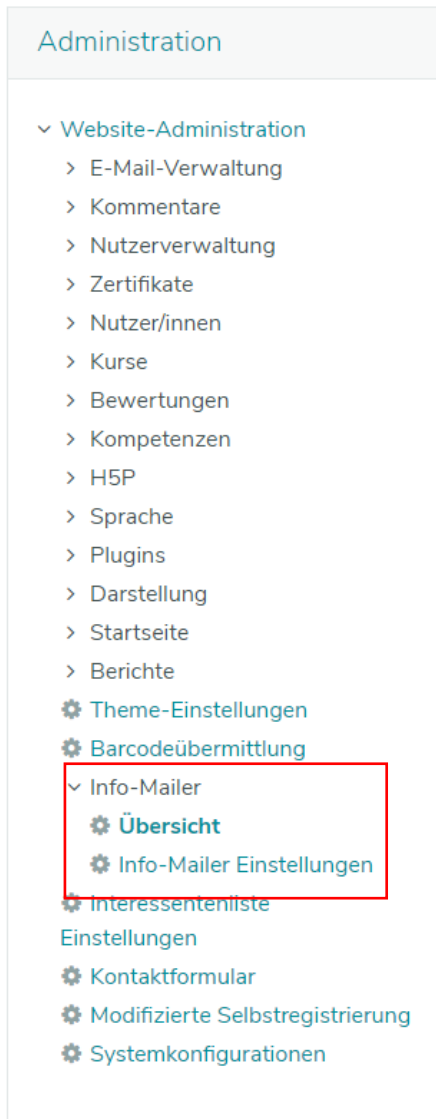 Administration
Website-Administration
E-Mail-Verwaltung
Kommentare
Nutzerverwaltung
Zertifikate
Nutzer/innen
Kurse
Bewertungen
Kompetenzen
H5P
Sprache
Plugins
Darstellung
Startseite
Berichte
Theme-Einstellungen
Barcodeübermittlung
Info-Mailer
Übersicht
Info-Mailer Einstellungen
Interessentenliste
Einstellungen
Kontaktformular
Modifizierte Selbstregistrierung
Systemkonfigurationen